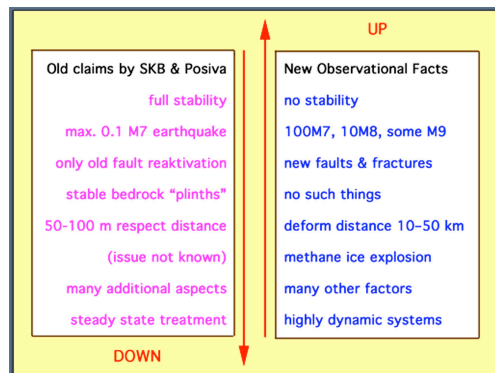 UP
Old claims by SKB & Posiva
full stability
max. 0.1 M7 earthquake
only old fault reaktivation
stable bedrock “plinths”
50-100 m respect distance
(issue not known)
many additional aspects
steady state treatment
New Observational Facts
no stability
100M7, 10M8, some M9
new faults & fractures
no such things
deform distance 10–50 km
methane ice explosion
many other factors
highly dynamic systems
DOWN